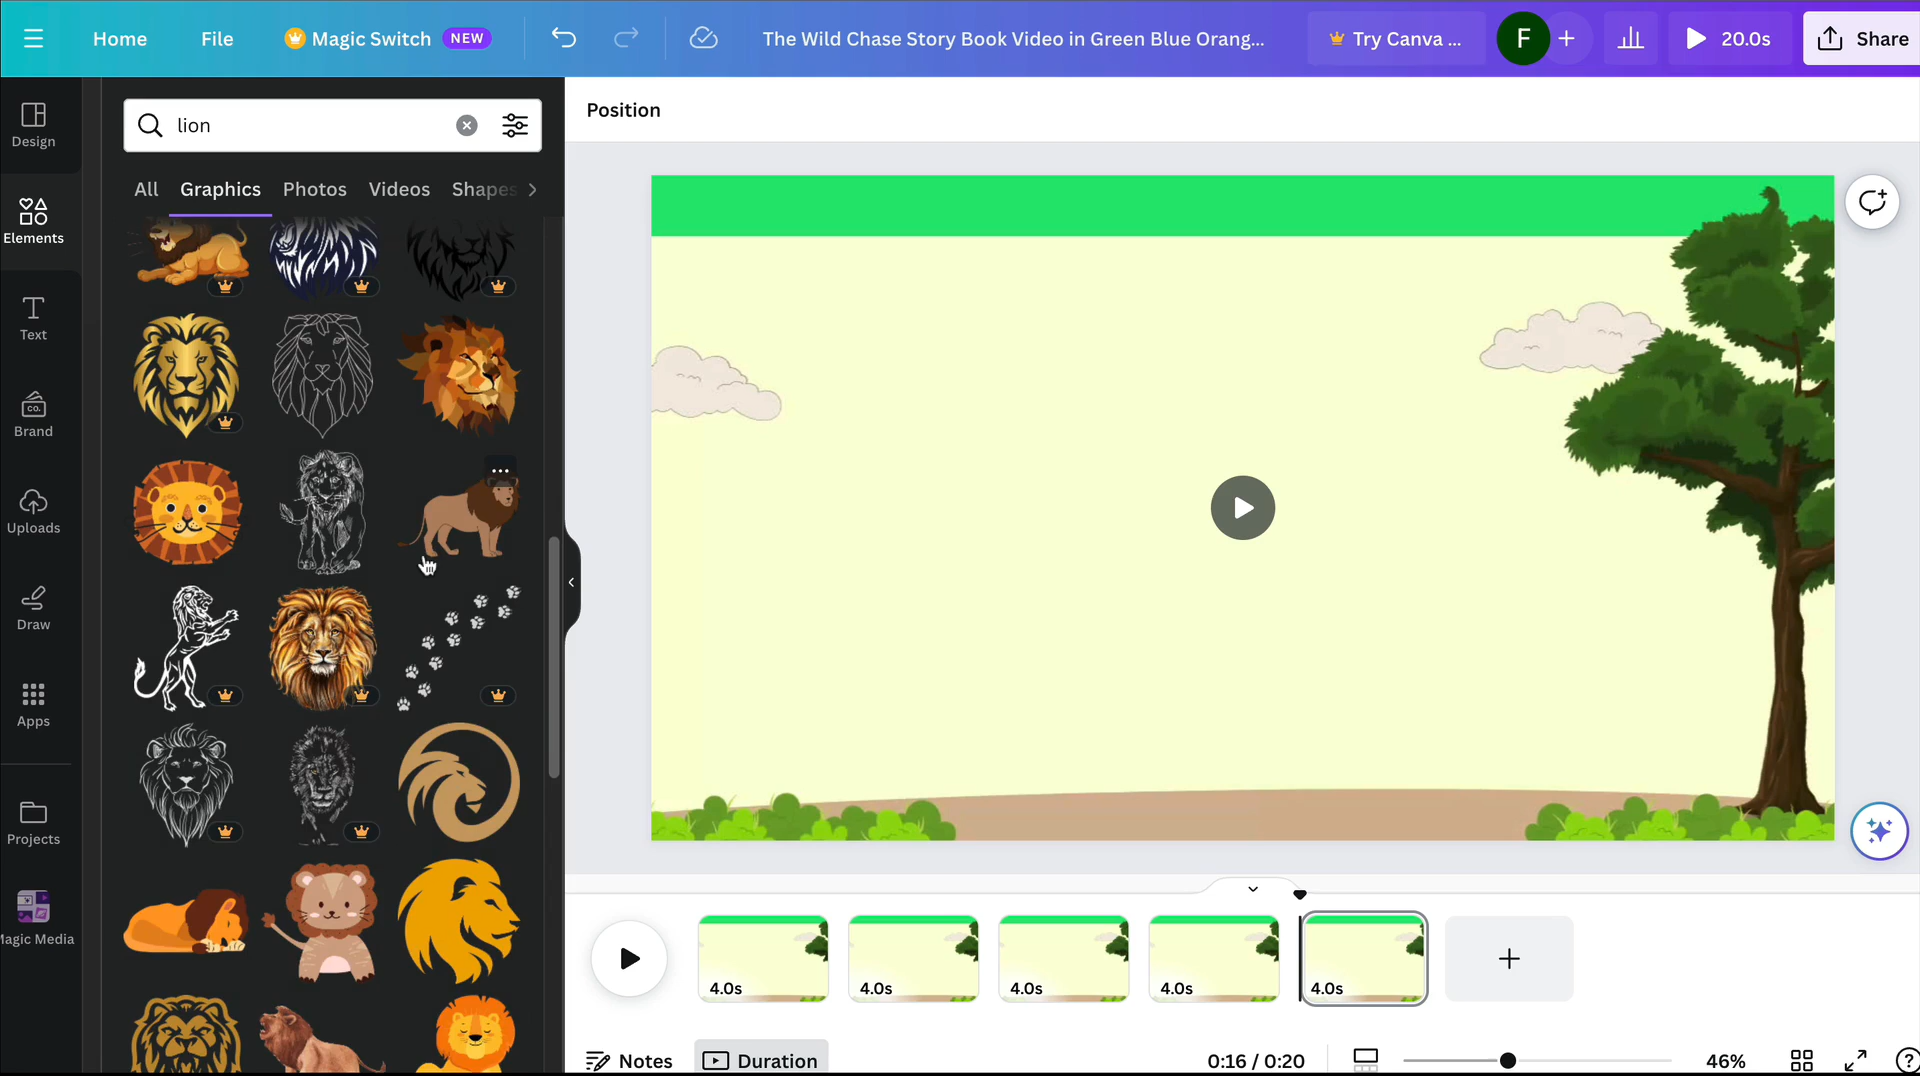 Home
File
Magic Switch NEW
The Wild Chase Story Book Video in Green Blue Orang...
Try Canva ...
F
20.0s
Share
Design
Elements
Text
CO.
Brand
Uploads
Draw
Apps
Projects
Magic Media
lion
All Graphics Photos Videos Shapes
Position
4.0s
4.0s
4.0s
4.0s
4.0s
Notes
Duration
0:16 / 0:20
46%
?